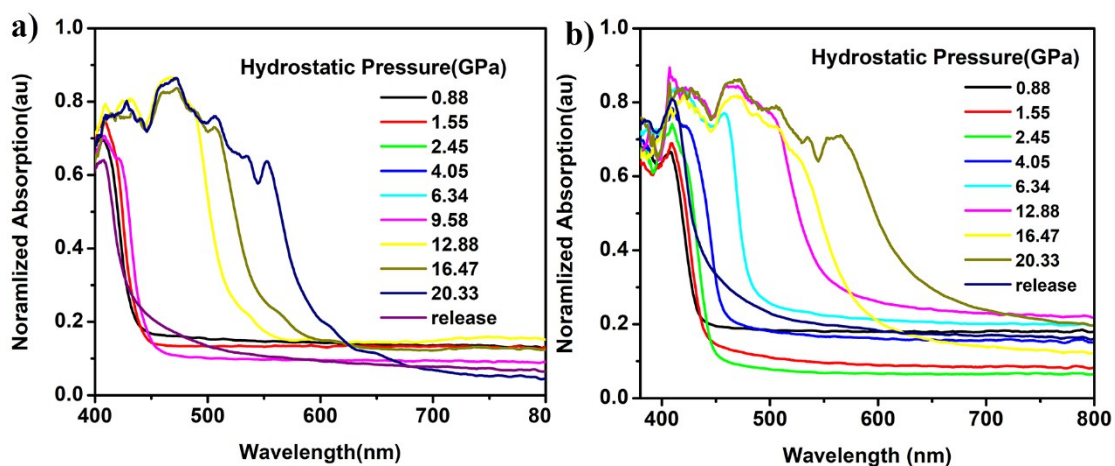 a)
Noramlized Absorption(au)
1.0
0.8
0.6
0.4
0.2
0.0
Hydrostatic Pressure(GPa)
0.88
1.55
2.45
4.05
6.34
9.58
12.88
16.47
20.33
release
400 500 600 700 800
Wavelength(nm)
b)
Noramlized Absorption(au)
1.0
0.8
0.6
0.4
0.2
0.0
Hydrostatic Pressure(GPa)
0.88
1.55
2.45
4.05
6.34
12.88
16.47
20.33
release
400 500 600 700 800
Wavelength (nm)